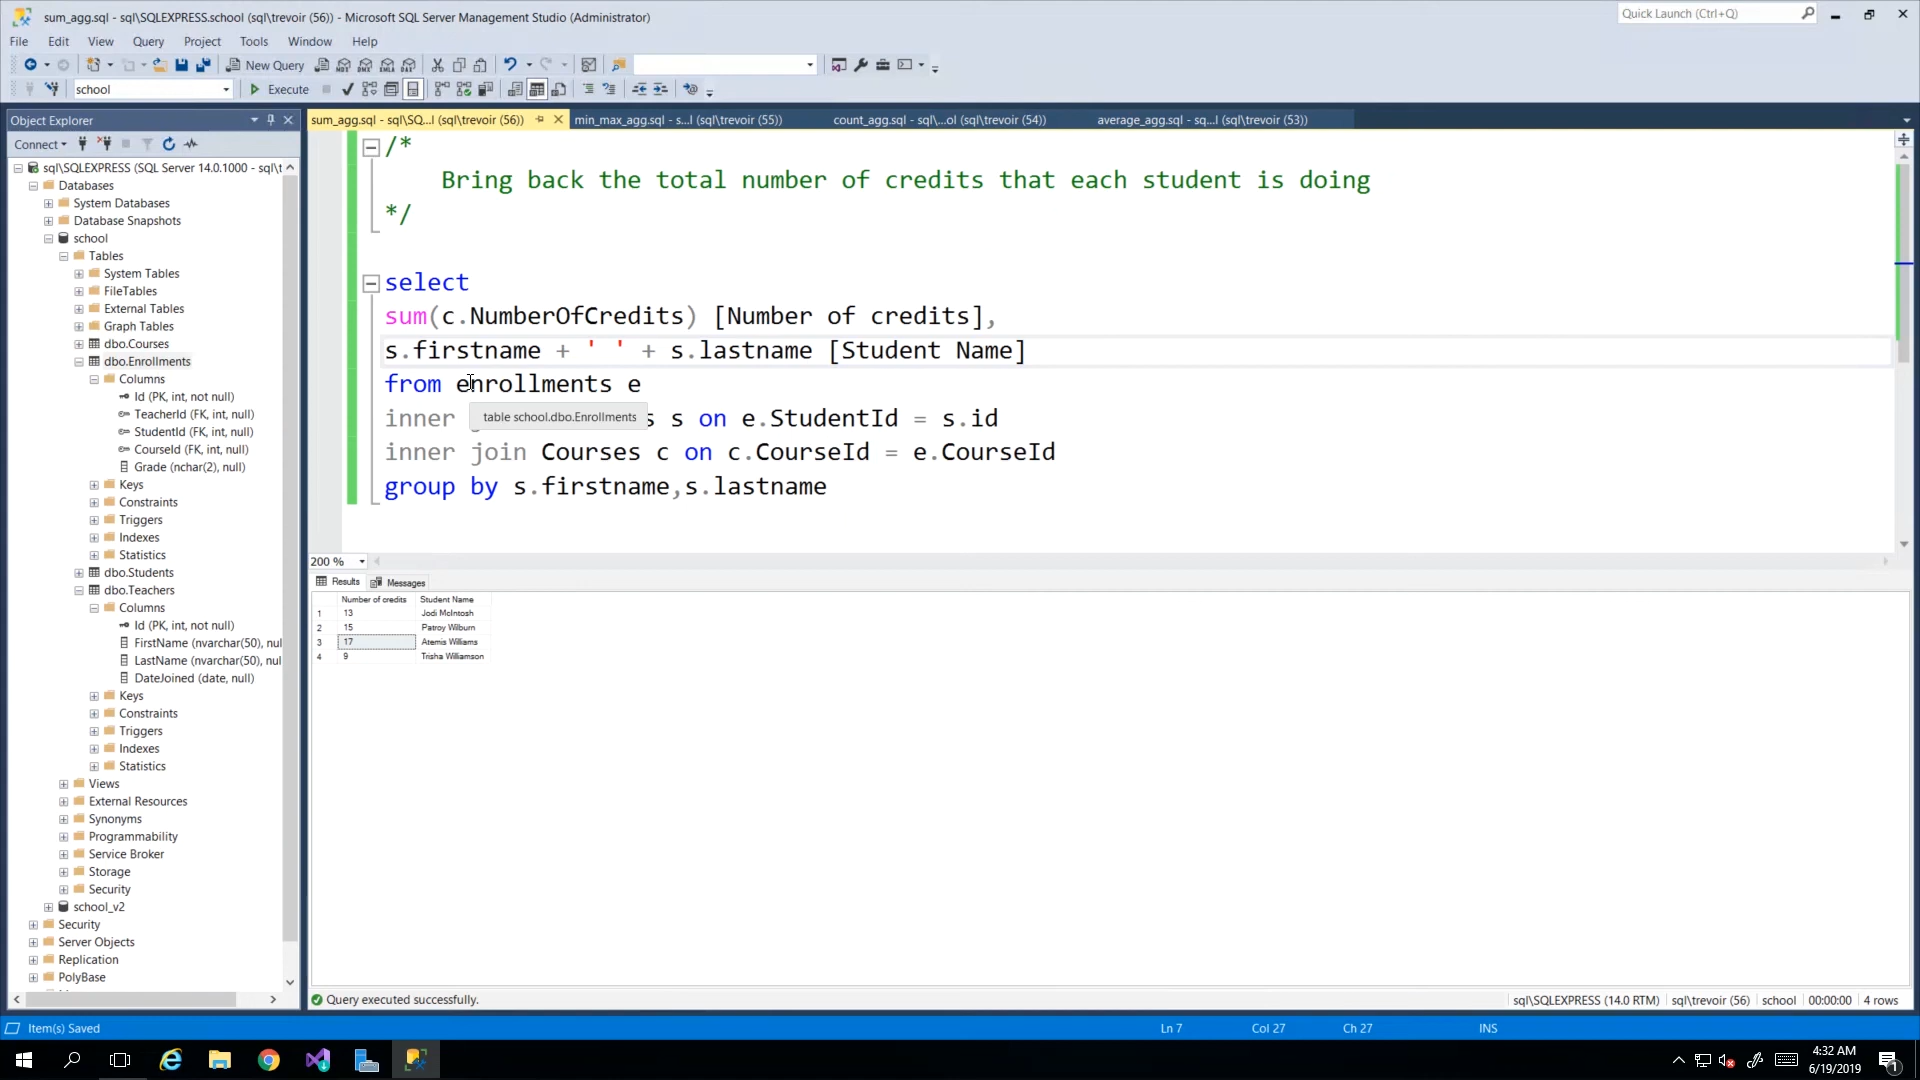 sum_agg.sql - sql\SQLEXPRESS.school (sql\trevoir (56)) - Microsoft SQL Server Management Studio (Administrator)
Quick Launch (Ctrl+Q)
File Edit View Query Project Tools Window Help
New Query
school Execute
Object Explorer
sum_agg.sql - sql\SQ...l (sql\trevoir (56)) min_max_agg.sql - s...l (sql\trevoir (55)) count_agg.sql - sql\...ol (sql\trevoir (54)) average_agg.sql - sq...l (sql\trevoir (53))
Connect
sql\SQLEXPRESS (SQL Server 14.0.1000 - sql\t
Databases
System Databases
Database Snapshots
school
Tables
System Tables
FileTables
External Tables
Graph Tables
dbo.Courses
dbo.Enrollments
Columns
Id (PK, int, not null)
TeacherId (FK, int, null)
StudentId (FK, int, null)
CourseId (FK, int, null)
Grade (nchar(2), null)
Keys
Constraints
Triggers
Indexes
Statistics
dbo.Students
dbo.Teachers
Columns
Id (PK, int, not null)
FirstName (nvarchar(50), nul
LastName (nvarchar(50), nul
DateJoined (date, null)
Keys
Constraints
Triggers
Indexes
Statistics
Views
External Resources
Synonyms
Programmability
Service Broker
Storage
Security
school_v2
Security
Server Objects
Replication
PolyBase
/*
Bring back the total number of credits that each student is doing
*/
select
sum(c.NumberOfCredits) [Number of credits],
s.firstname + ' ' + s.lastname [Student Name]
from enrollments e
inner s s on e.StudentId = s.id
table school.dbo.Enrollments
inner join Courses c on c.CourseId = e.CourseId
group by s.firstname,s.lastname
200 %
Results Messages
Number of credits Student Name
1 13 Jodi McIntosh
2 15 Patroy Wilburn
3 17 Atemis Williams
4 9 Trisha Williamson
Query executed successfully.
sql\SQLEXPRESS (14.0 RTM) sql\trevoir (56) school 00:00:00 4 rows
Item(s) Saved Ln 7 Col 27 Ch 27 INS
4:32 AM
6/19/2019
1